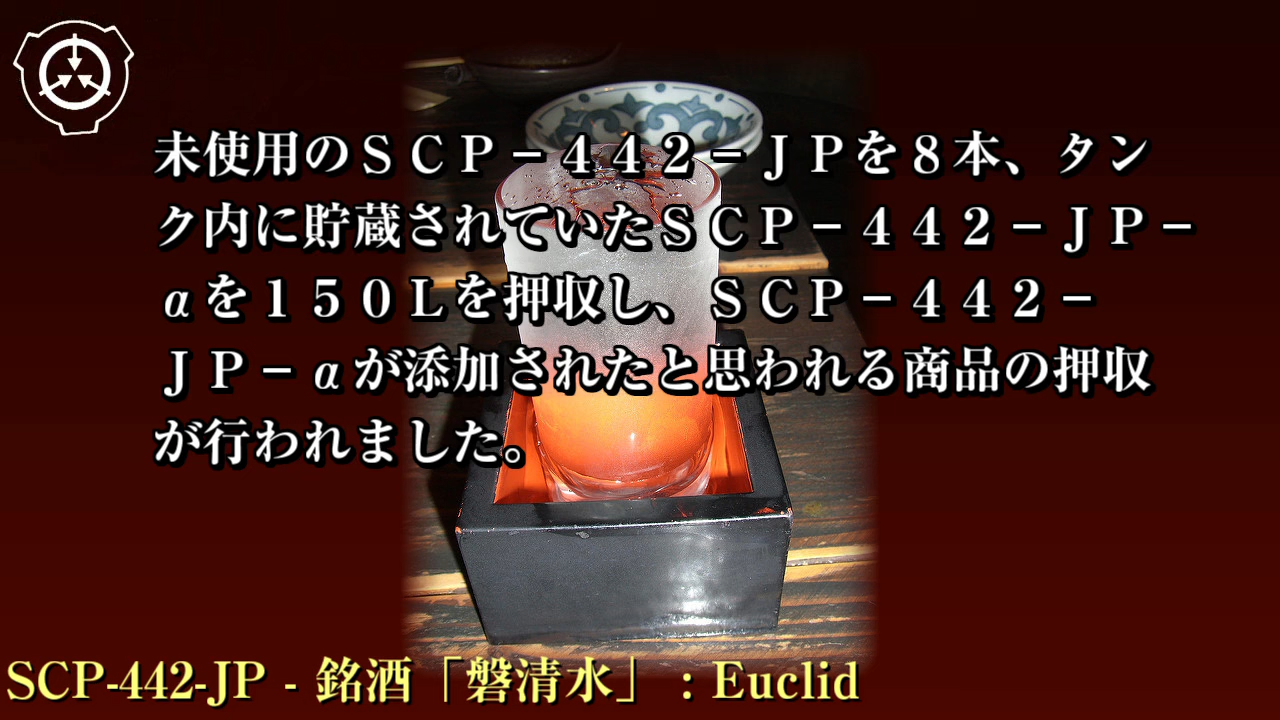 未使用のＳＣＰ－４４２－ＪＰを８本、タン
ク内に貯蔵されていたＳＣＰ－４４２－ＪＰ－
αを１５０Ｌを押収し、ＳＣＰ－４４２－
ＪＰ－αが添加されたと思われる商品の押収
が行われました。
SCP-442-JP - 銘酒「磐清水」 : Euclid